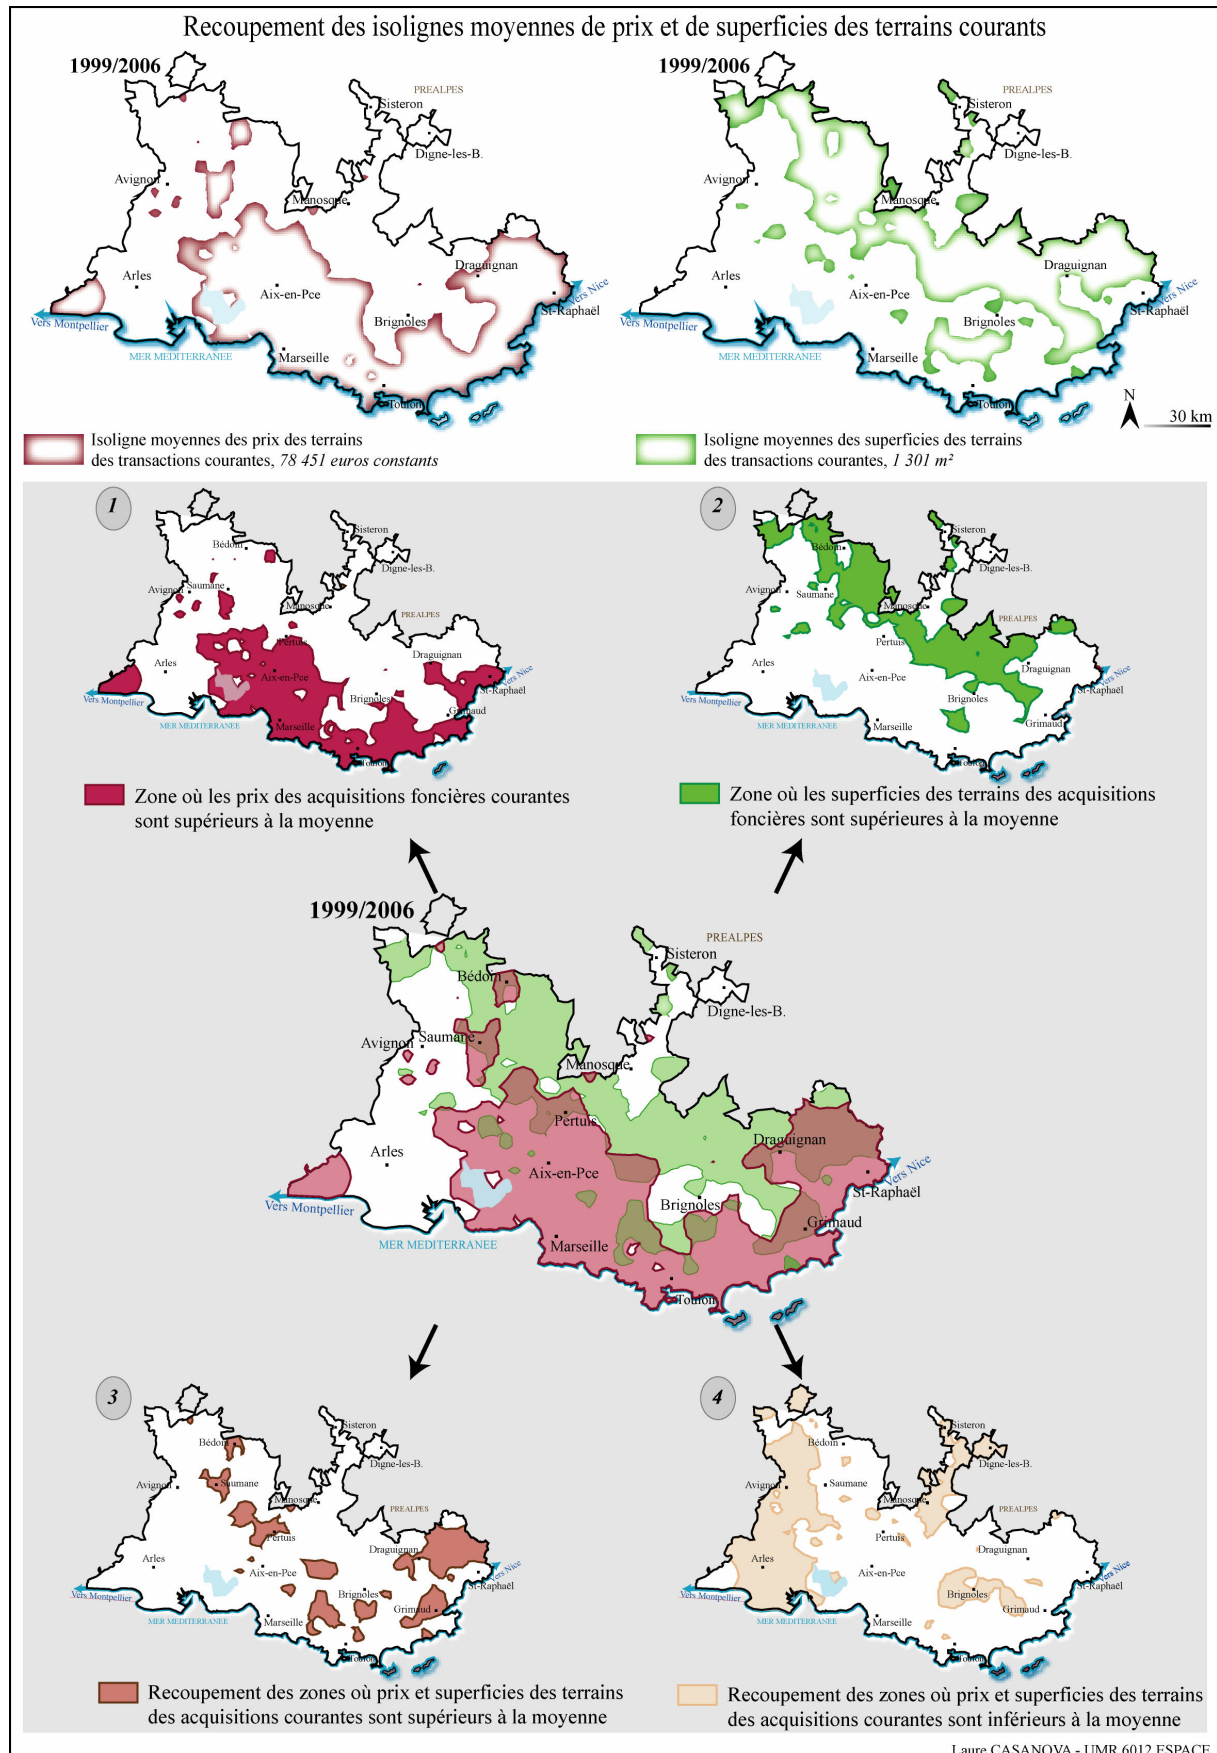 Recoupement des isolignes moyennes de prix et de superficies des terrains courants
1999/2006
PREALPES
Sisteron
Digne-les-B.
Avignon
Manosque
Draguignan
Arles
Aix-en-Pce
Vers Nice
St-Raphaël
Brignoles
Vers Montpellier
MER MEDITERRANEE
Marseille
Toulon
Isoligne moyennes des prix des terrains
des transactions courantes, 78 451 euros constants
1999/2006
PREALPES
Sisteron
Digne-les-B.
Avignon
Manosque
Draguignan
Arles
Aix-en-Pce
Vers Nice
St-Raphaël
Brignoles
Vers Montpellier
MER MEDITERRANEE
Marseille
Toulon
N
30 km
Isoligne moyennes des superficies des terrains
des transactions courantes, 1 301 m²
1
Sisteron
Bédoin
Digne-les-B.
Avignon
Saumane
Manosque
PREALPES
Pertuis
Draguignan
Arles
Aix-en-Pce
Vers Nice
St-Raphaël
Vers Montpellier
Brignoles
Grimaud
MER MEDITERRANEE
Marseille
Toulon
Zone où les prix des acquisitions foncières courantes
sont supérieurs à la moyenne
2
Sisteron
Bédoin
Digne-les-B.
Avignon
Saumane
Manosque
PREALPES
Pertuis
Draguignan
Arles
Aix-en-Pce
Vers Nice
St-Raphaël
Vers Montpellier
Brignoles
Grimaud
MER MEDITERRANEE
Marseille
Toulon
Zone où les superficies des terrains des acquisitions
foncières sont supérieures à la moyenne
1999/2006
PREALPES
Sisteron
Bédoin
Digne-les-B.
Avignon
Saumane
Manosque
Pertuis
Draguignan
Arles
Aix-en-Pce
Vers Nice
St-Raphaël
Brignoles
Vers Montpellier
Grimaud
MER MEDITERRANEE
Marseille
Toulon
3
Sisteron
Bédoin
Digne-les-B.
Avignon
Saumane
Manosque
PREALPES
Pertuis
Draguignan
Arles
Aix-en-Pce
Vers Nice
St-Raphaël
Vers Montpellier
Brignoles
Grimaud
MER MEDITERRANEE
Marseille
Toulon
Recoupement des zones où prix et superficies des terrains
des acquisitions courantes sont supérieurs à la moyenne
4
Sisteron
Bédoin
Digne-les-B.
Avignon
Saumane
Manosque
PREALPES
Pertuis
Draguignan
Arles
Aix-en-Pce
Vers Nice
St-Raphaël
Vers Montpellier
Brignoles
Grimaud
MER MEDITERRANEE
Marseille
Toulon
Recoupement des zones où prix et superficies des terrains
des acquisitions courantes sont inférieurs à la moyenne
Laure CASANOVA - UMR 6012 ESPACE